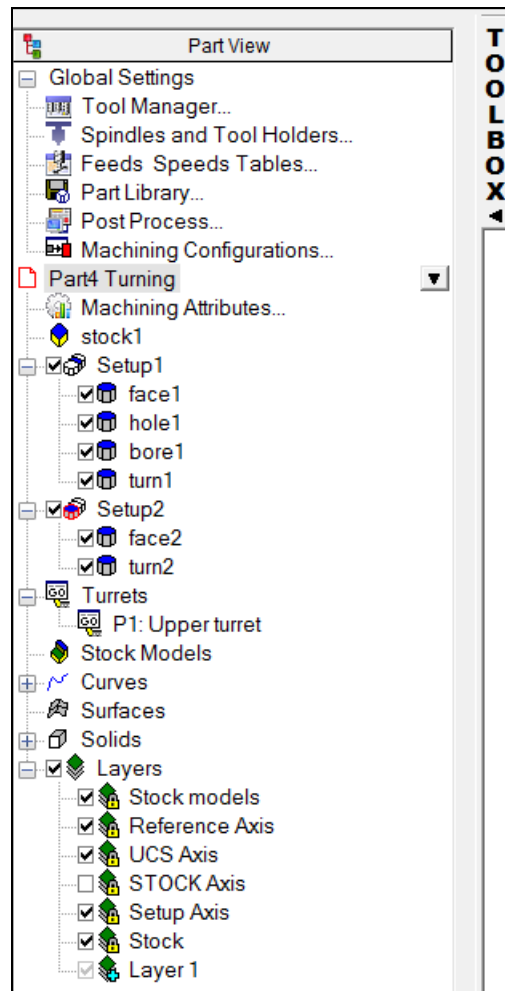 Part View
Global Settings
Tool Manager...
Spindles and Tool Holders...
Feeds Speeds Tables...
Part Library...
Post Process...
Machining Configurations...
Part4 Turning
Machining Attributes...
stock1
Setup1
face1
hole1
bore1
turn1
Setup2
face2
turn2
Turrets
P1: Upper turret
Stock Models
Curves
Surfaces
Solids
Layers
Stock models
Reference Axis
UCS Axis
STOCK Axis
Setup Axis
Stock
Layer 1
TOOLBOX